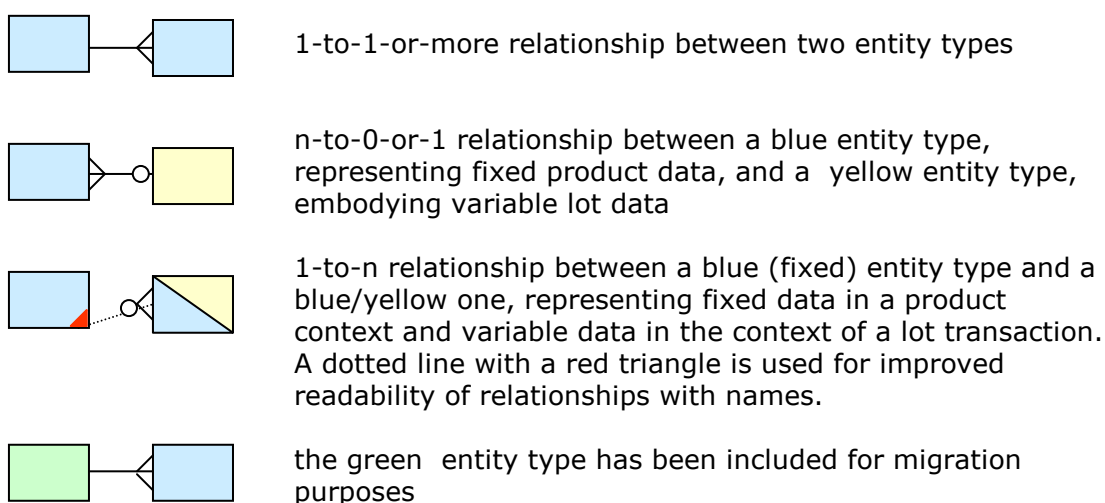 1-to-1-or-more relationship between two entity types
n-to-0-or-1 relationship between a blue entity type,
representing fixed product data, and a  yellow entity type,
embodying variable lot data
1-to-n relationship between a blue (fixed) entity type and a
blue/yellow one, representing fixed data in a product
context and variable data in the context of a lot transaction.
A dotted line with a red triangle is used for improved
readability of relationships with names.
the green  entity type has been included for migration
purposes